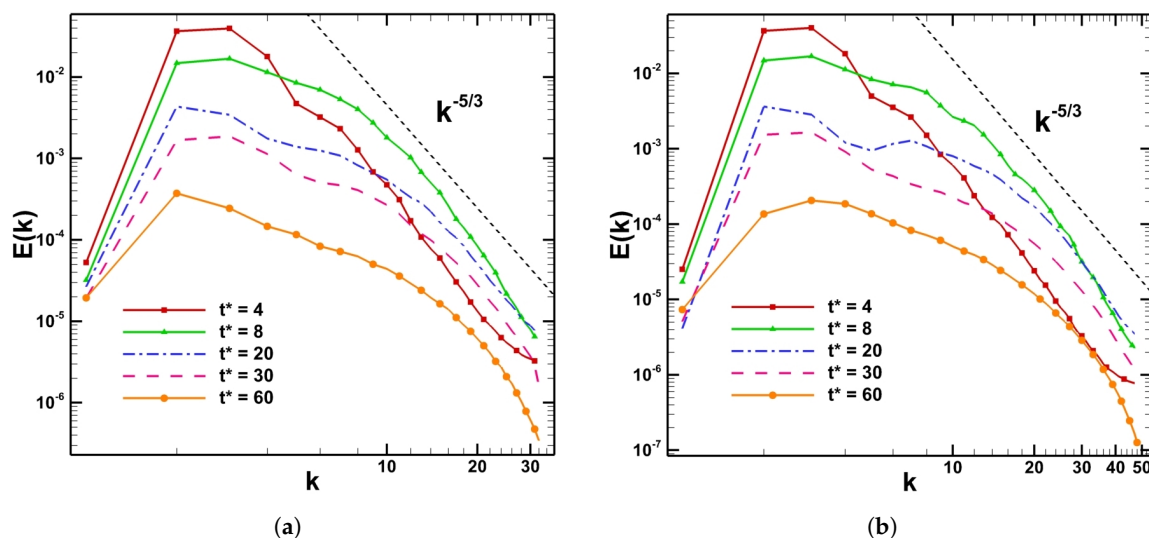 10^-2
10^-3
10^-4
10^-5
10^-6
E(k)
k^-5/3
t* = 4
t* = 8
t* = 20
t* = 30
t* = 60
10 20 30
k
(a)
10^-2
10^-3
10^-4
10^-5
10^-6
10^-7
E(k)
k^-5/3
t* = 4
t* = 8
t* = 20
t* = 30
t* = 60
10 20 30 40 50
k
(b)